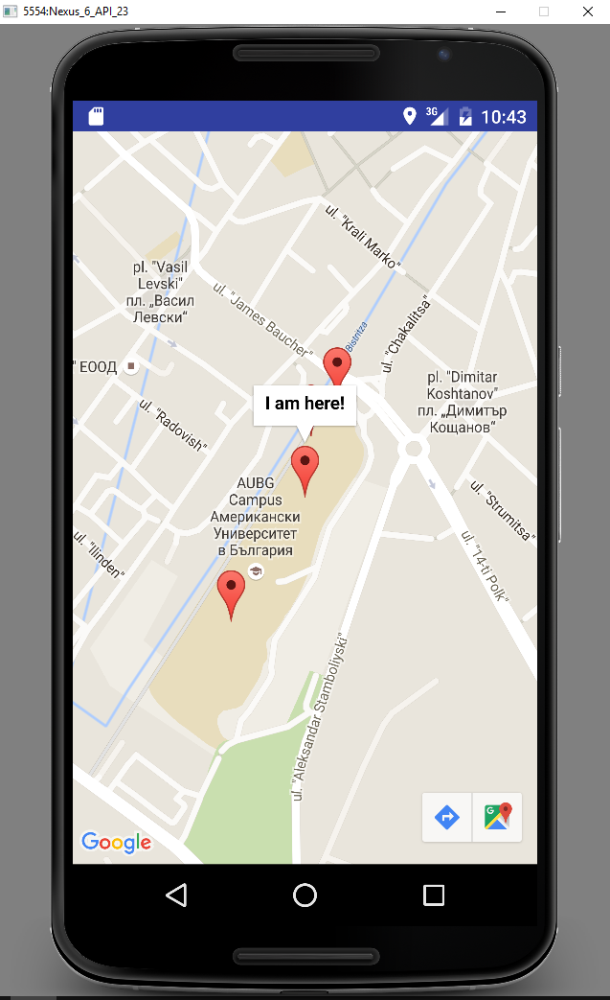 5554:Nexus_6_API_23
3G 10:43
ul. "Krali Marko"
pl. "Vasil
Levski"
пл. „Васил
Левски“
ul. "James Baucher"
Bistritza
ul. "Chakalitsa"
" ЕООД
pl. "Dimitar
Koshtanov"
пл. „Димитър
Кощанов“
I am here!
ul. "Radovish"
AUBG
Campus
Американски
Университет
в България
ul. "Strumitsa"
ul. "Ilinden"
ul. "14-ti Polk"
ul. "Aleksandar Stamboliyski"
G
Google